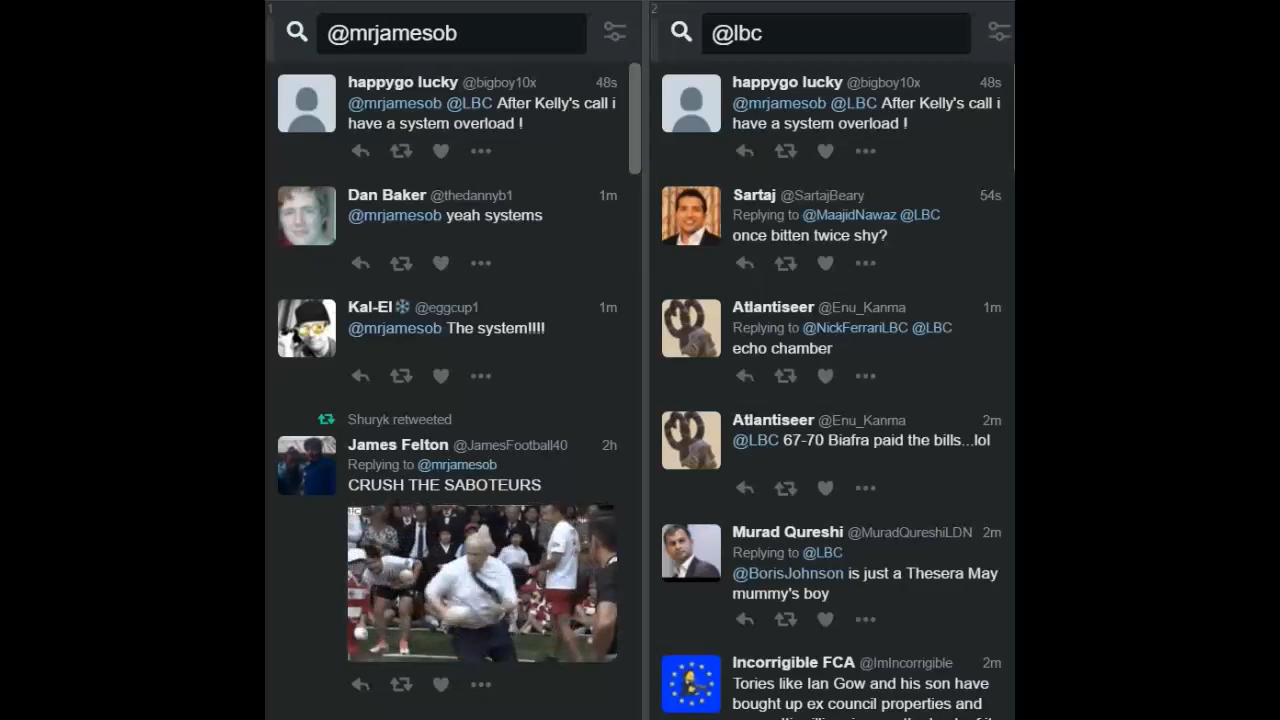 1
@mrjamesob
happygo lucky @bigboy10x 48s
@mrjamesob @LBC After Kelly's call i
have a system overload !
Dan Baker @thedannyb1 1m
@mrjamesob yeah systems
Kal-El❄ @eggcup1 1m
@mrjamesob The system!!!!
Shuryk retweeted
James Felton @JamesFootball40 2h
Replying to @mrjamesob
CRUSH THE SABOTEURS
2
@lbc
happygo lucky @bigboy10x 48s
@mrjamesob @LBC After Kelly's call i
have a system overload !
Sartaj @SartajBeary 54s
Replying to @MaajidNawaz @LBC
once bitten twice shy?
Atlantiseer @Enu_Kanma 1m
Replying to @NickFerrariLBC @LBC
echo chamber
Atlantiseer @Enu_Kanma 2m
@LBC 67-70 Biafra paid the bills...lol
Murad Qureshi @MuradQureshiLDN 2m
Replying to @LBC
@BorisJohnson is just a Thesera May
mummy's boy
Incorrigible FCA @ImIncorrigible 2m
Tories like Ian Gow and his son have
bought up ex council properties and